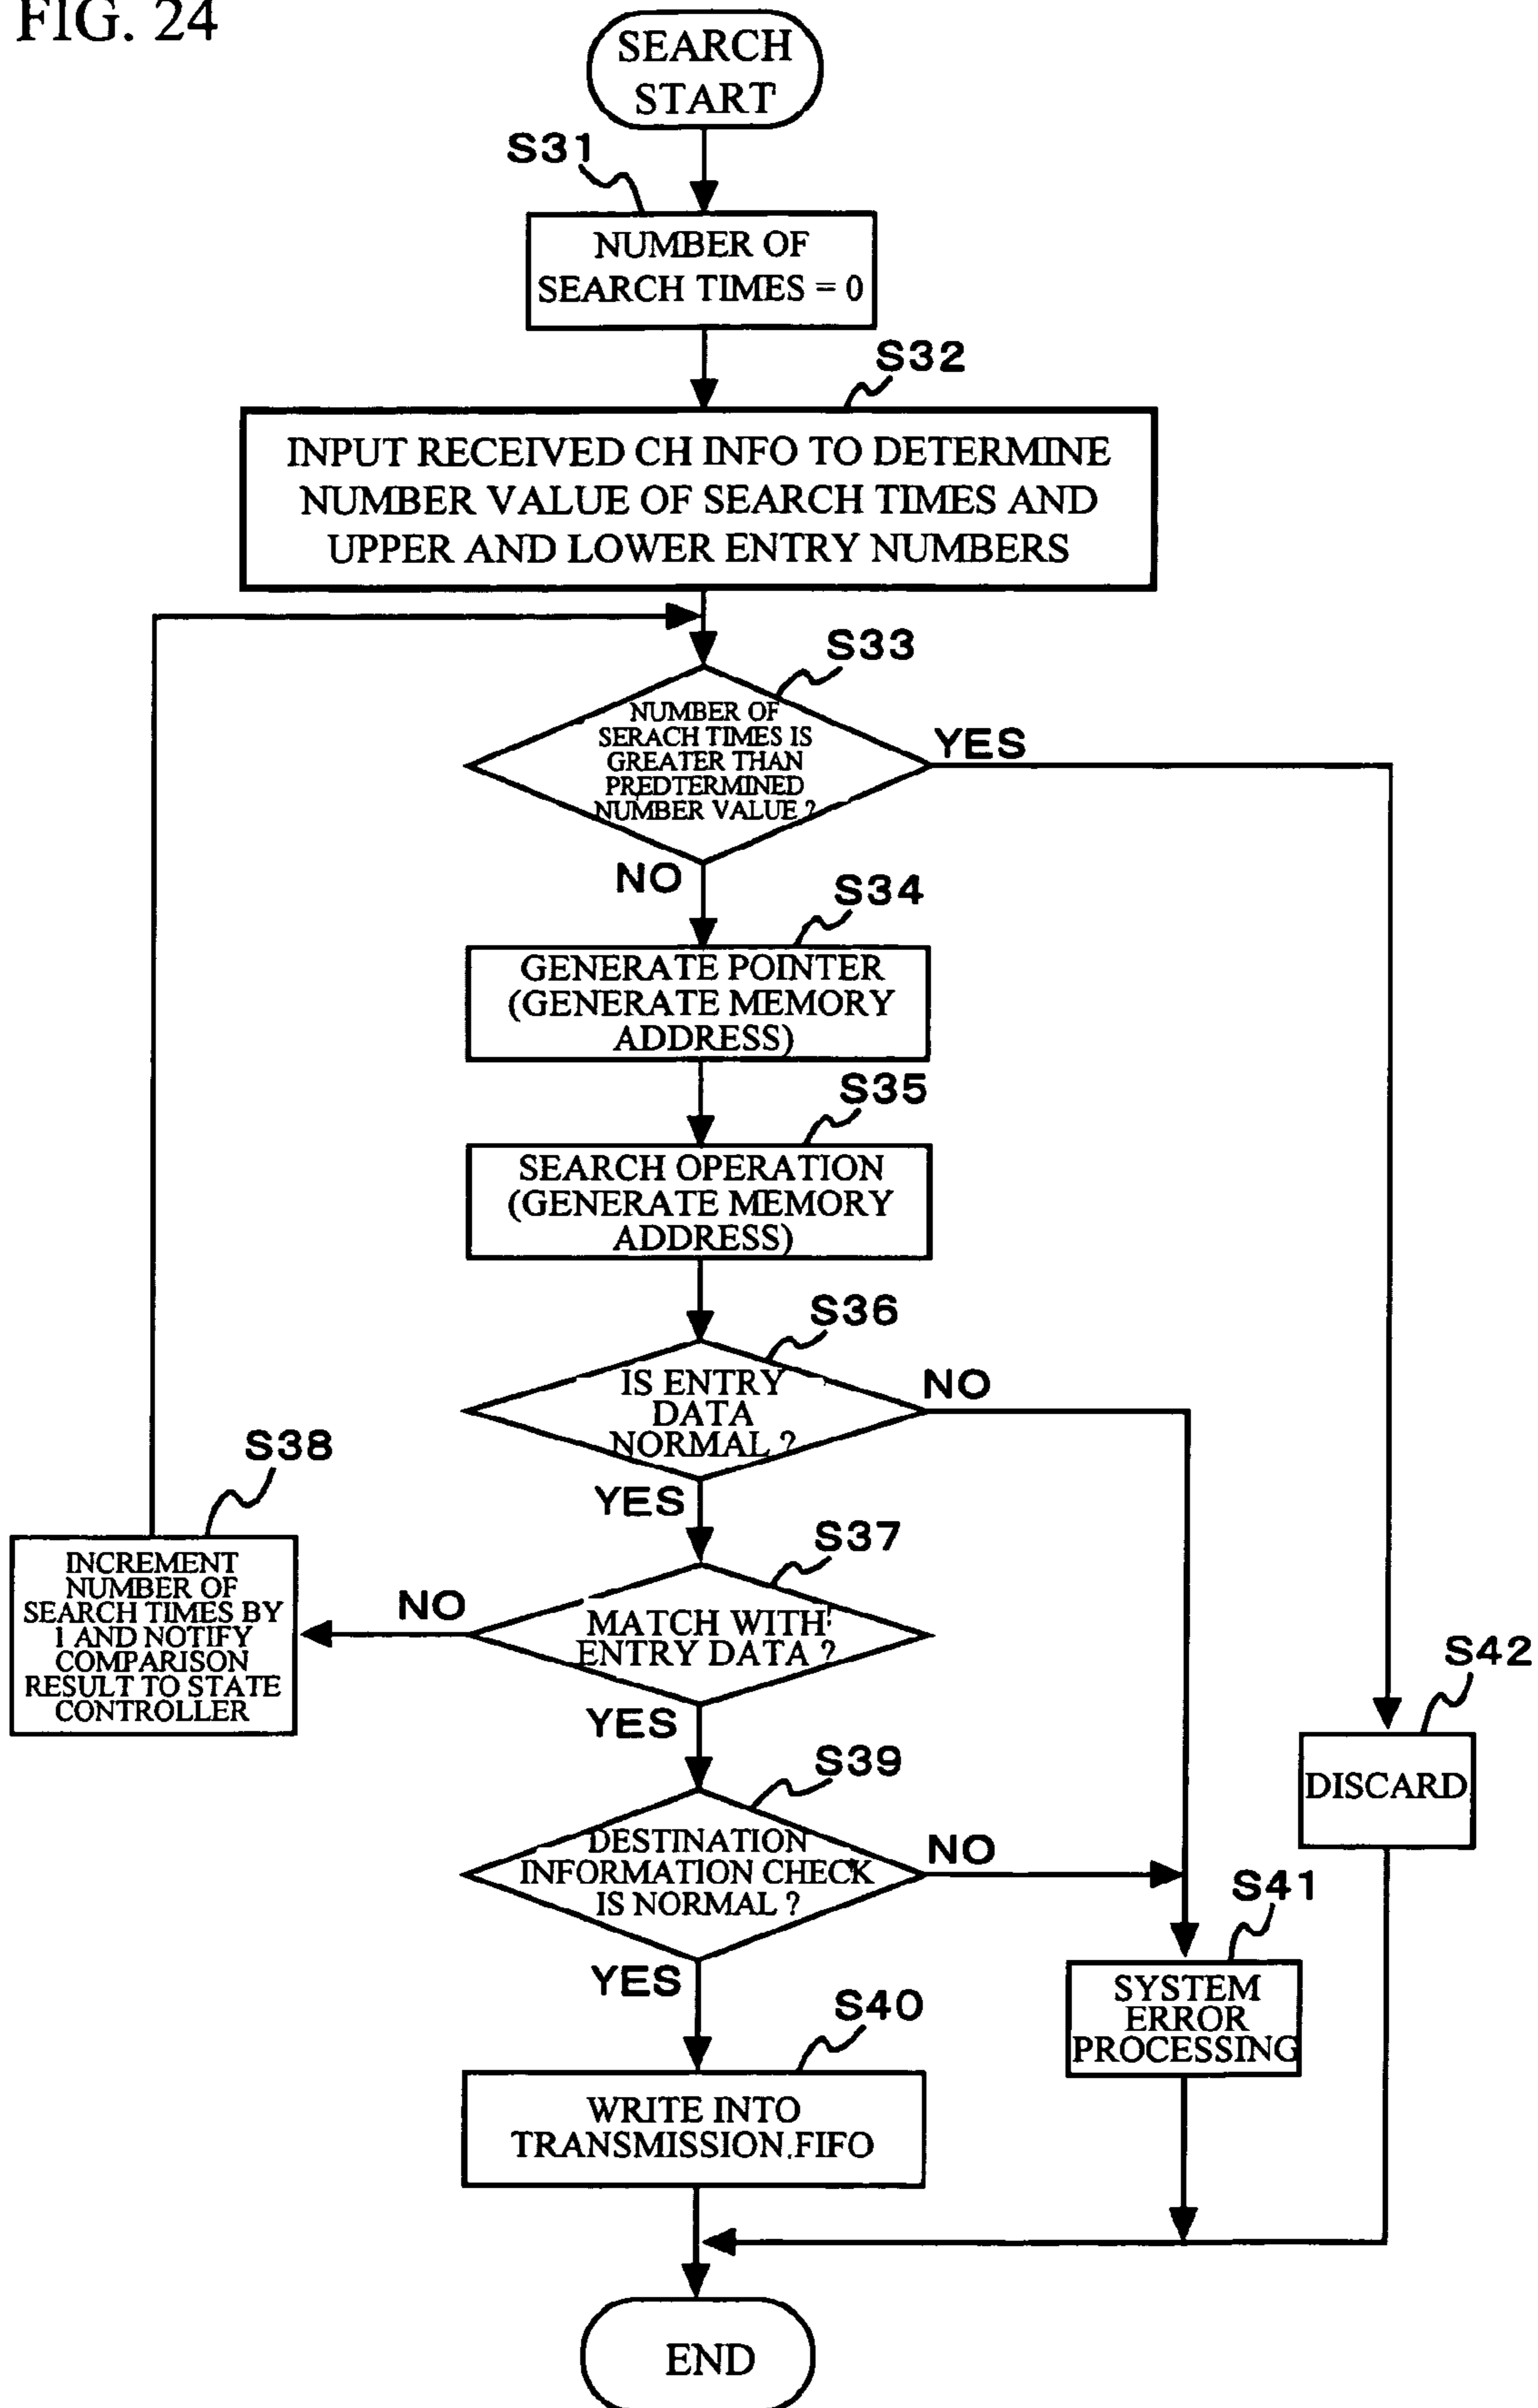 FIG. 24
SEARCH
START
S31
NUMBER OF
SEARCH TIMES = 0
S32
INPUT RECEIVED CH INFO TO DETERMINE
NUMBER VALUE OF SEARCH TIMES AND
UPPER AND LOWER ENTRY NUMBERS
S33
NUMBER OF
SERACH TIMES IS
GREATER THAN
PREDTERMINED
NUMBER VALUE ?
YES
NO
S34
GENERATE POINTER
(GENERATE MEMORY
ADDRESS)
S35
SEARCH OPERATION
(GENERATE MEMORY
ADDRESS)
S36
IS ENTRY
DATA
NORMAL ?
NO
YES
S38
INCREMENT
NUMBER OF
SEARCH TIMES BY
1 AND NOTIFY
COMPARISON
RESULT TO STATE
CONTROLLER
NO
S37
MATCH WITH
ENTRY DATA ?
YES
S42
DISCARD
S39
DESTINATION
INFORMATION CHECK
IS NORMAL ?
NO
YES
S41
SYSTEM
ERROR
PROCESSING
S40
WRITE INTO
TRANSMISSION.FIFO
END